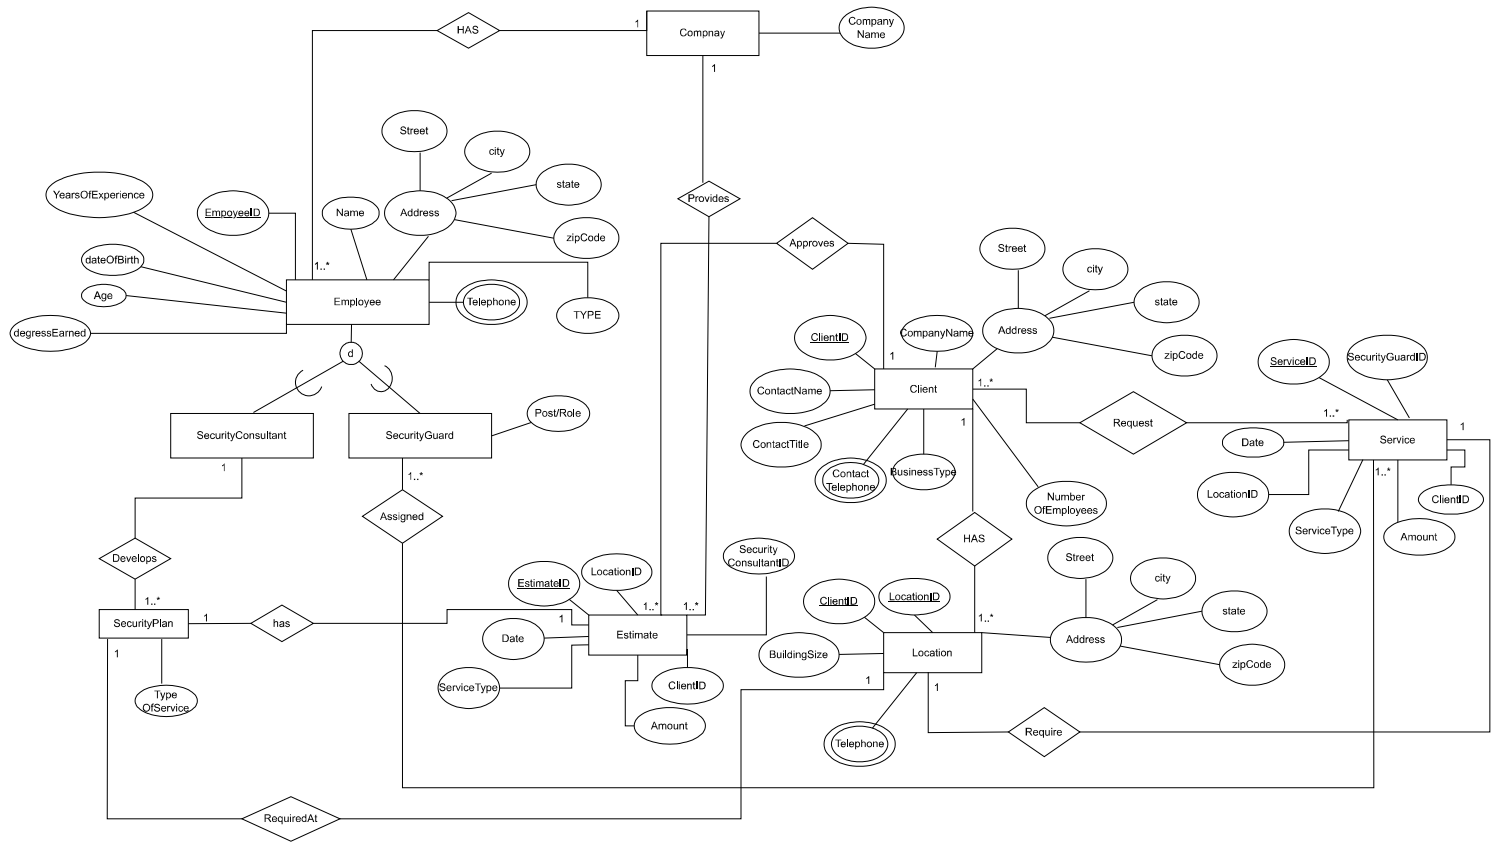 HAS
1
Compnay
Company
Name
1
Street
city
YearsOfExperience
state
EmpoyeeID
Name
Address
Provides
zipCode
Approves
Street
dateOfBirth
1..*
city
Age
Employee
Telephone
TYPE
state
degressEarned
ClientID
CompanyName
Address
d
1
zipCode
ServiceID
SecurityGuardID
ContactName
Client
1..*
Post/Role
SecurityConsultant
SecurityGuard
1
Request
1..*
1
ContactTitle
Date
Service
1
1..*
Contact
Telephone
BusinessType
1..*
LocationID
ClientID
Number
OfEmployees
Assigned
ServiceType
Amount
HAS
Develops
Security
ConsultantID
Street
LocationID
EstimateID
city
ClientID
LocationID
1..*
1..*
1..*
state
SecurityPlan
1
has
1
1..*
Date
Estimate
Address
1
BuildingSize
Location
zipCode
ServiceType
ClientID
1
1
Type
OfService
Amount
Telephone
Require
RequiredAt